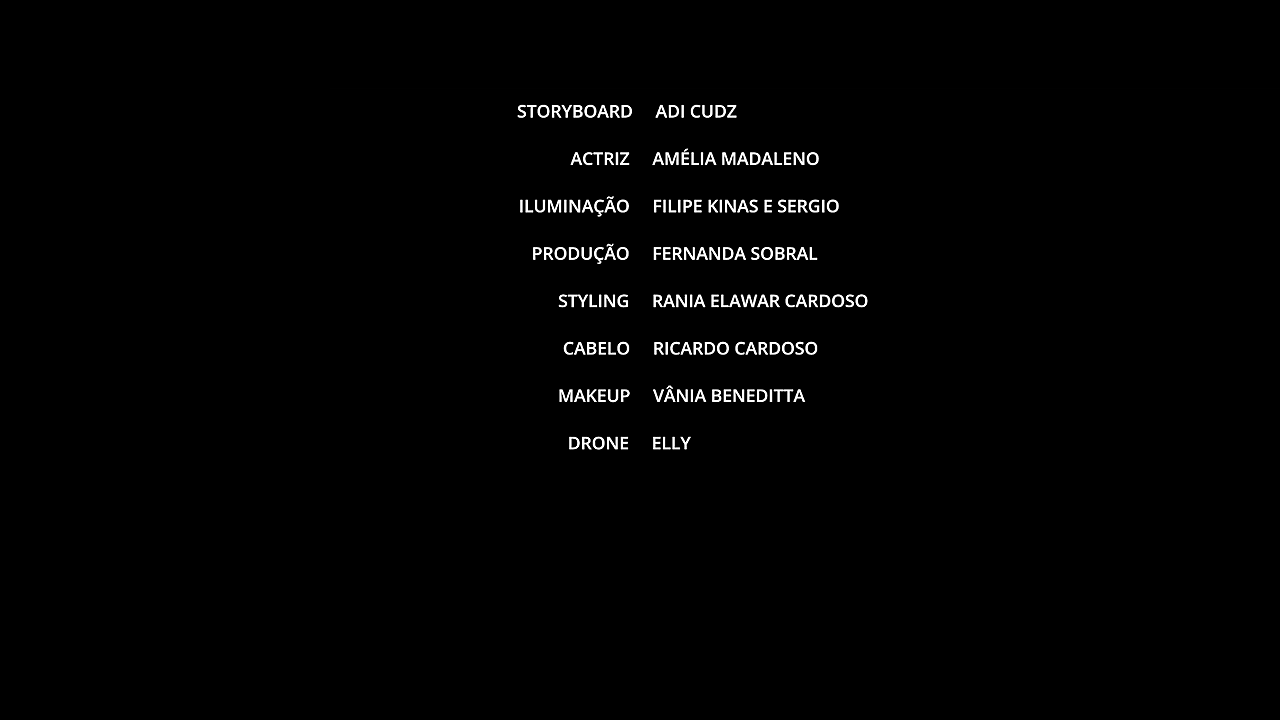 STORYBOARD ADI CUDZ
ACTRIZ AMÉLIA MADALENO
ILUMINAÇÃO FILIPE KINAS E SERGIO
PRODUÇÃO FERNANDA SOBRAL
STYLING RANIA ELAWAR CARDOSO
CABELO RICARDO CARDOSO
MAKEUP VÂNIA BENEDITTA
DRONE ELLY